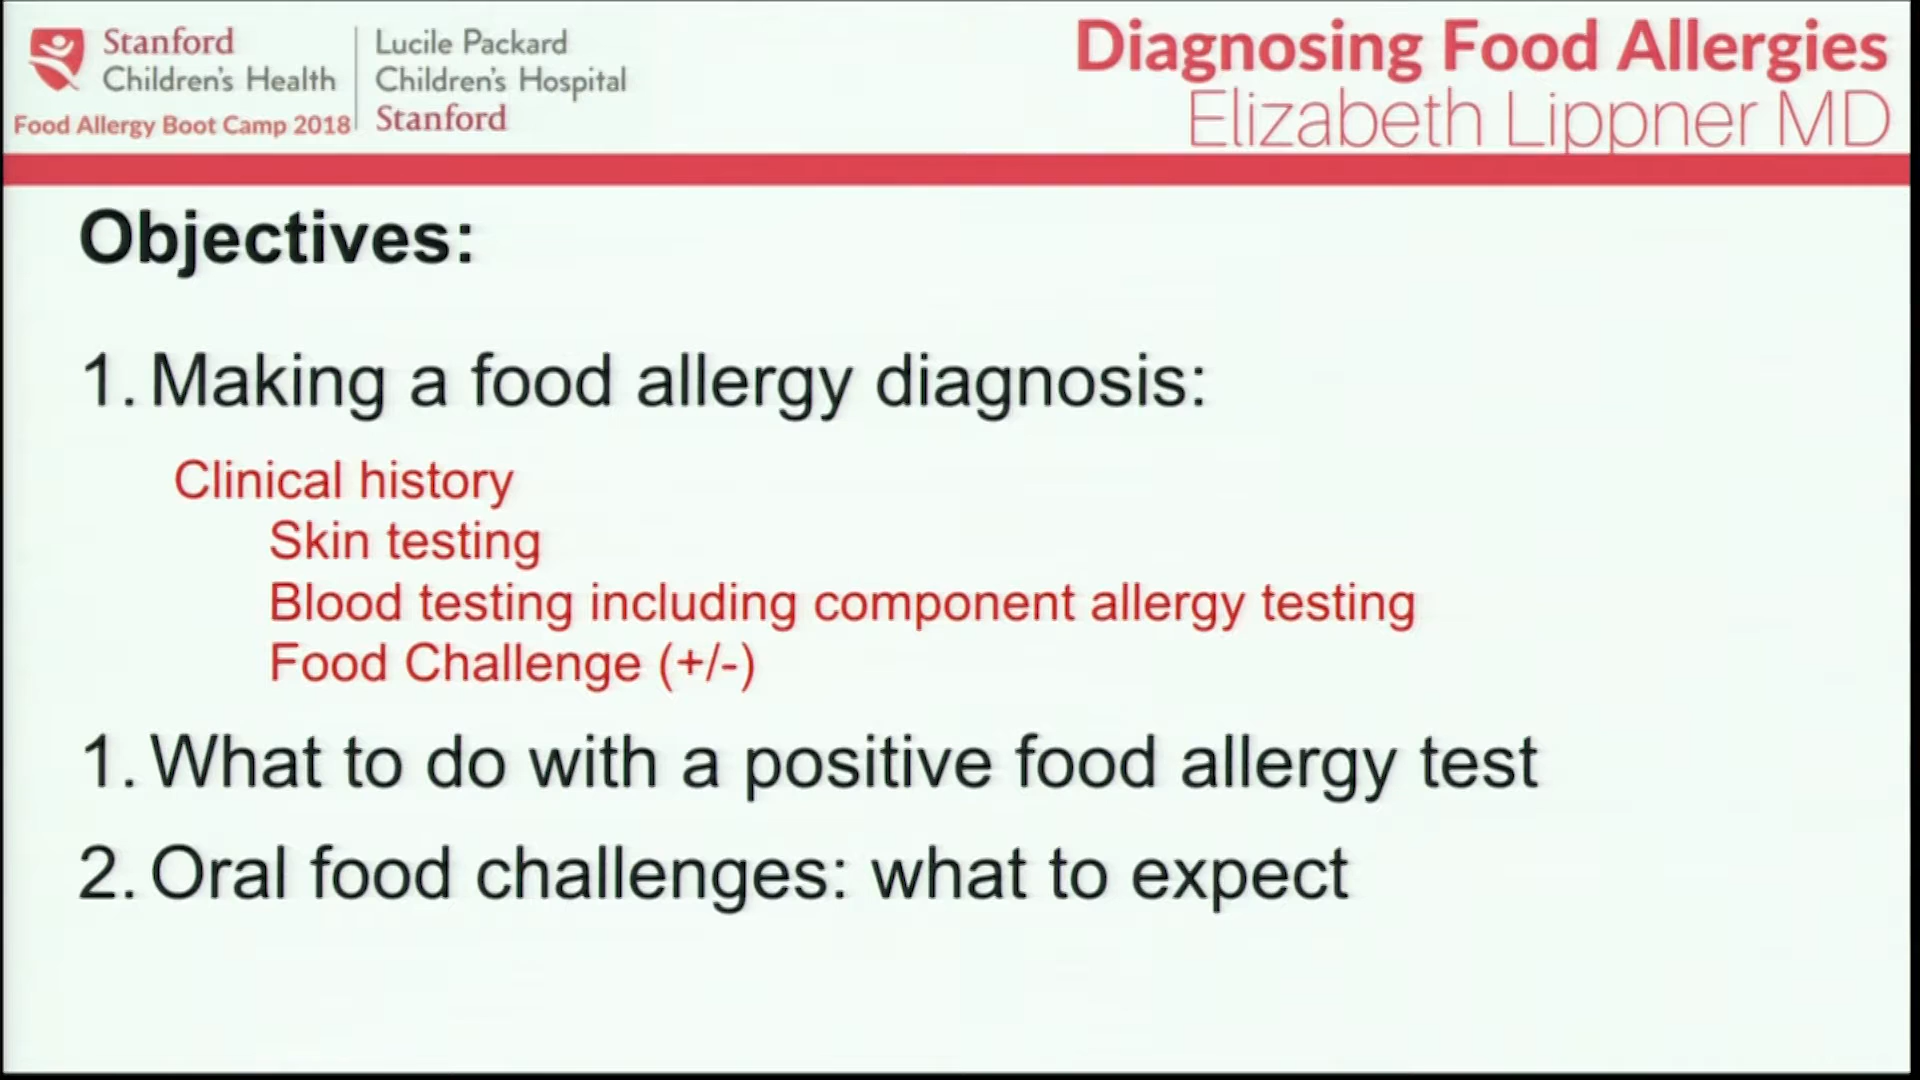 Stanford
Children's Health
Food Allergy Boot Camp 2018
Lucile Packard
Children's Hospital
Stanford
Diagnosing Food Allergies
Elizabeth Lippner MD
Objectives:
1. Making a food allergy diagnosis:
Clinical history
Skin testing
Blood testing including component allergy testing
Food Challenge (+/-)
1. What to do with a positive food allergy test
2. Oral food challenges: what to expect